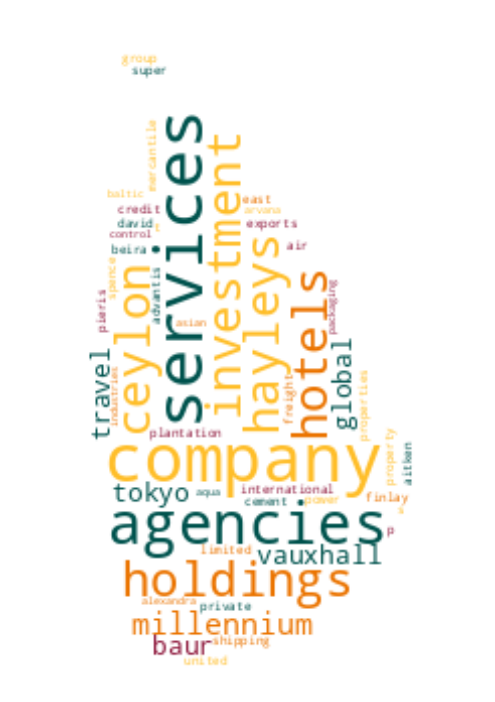 group
super
mercantile
services
investment
baltic
credit
east
arvana
david
exports
control
beira
air
ceylon
hayleys
spence
advantis
hotels
packaging
pieris
asian
travel
industries
global
freight
properties
plantation
company
property
aitken
tokyo
aqua
international
cement
power
finlay
agencies
p
limited
vauxhall
holdings
alexandra
private
millennium
baur
shipping
united